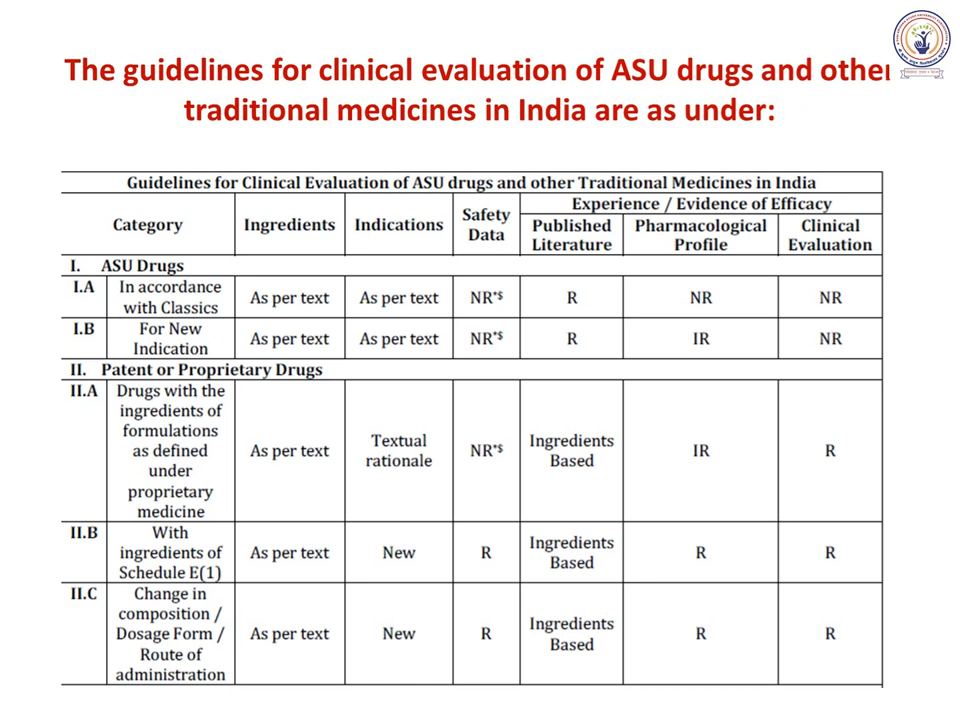 The guidelines for clinical evaluation of ASU drugs and other
traditional medicines in India are as under:
Guidelines for Clinical Evaluation of ASU drugs and other Traditional Medicines in India
Category Ingredients Indications Safety Data Experience / Evidence of Efficacy
Published Literature Pharmacological Profile Clinical Evaluation
I. ASU Drugs
I.A In accordance with Classics As per text As per text NR*$ R NR NR
I.B For New Indication As per text As per text NR*$ R IR NR
II. Patent or Proprietary Drugs
II.A Drugs with the ingredients of formulations as defined under proprietary medicine As per text Textual rationale NR*$ Ingredients Based IR R
II.B With ingredients of Schedule E(1) As per text New R Ingredients Based R R
II.C Change in composition / Dosage Form / Route of administration As per text New R Ingredients Based R R